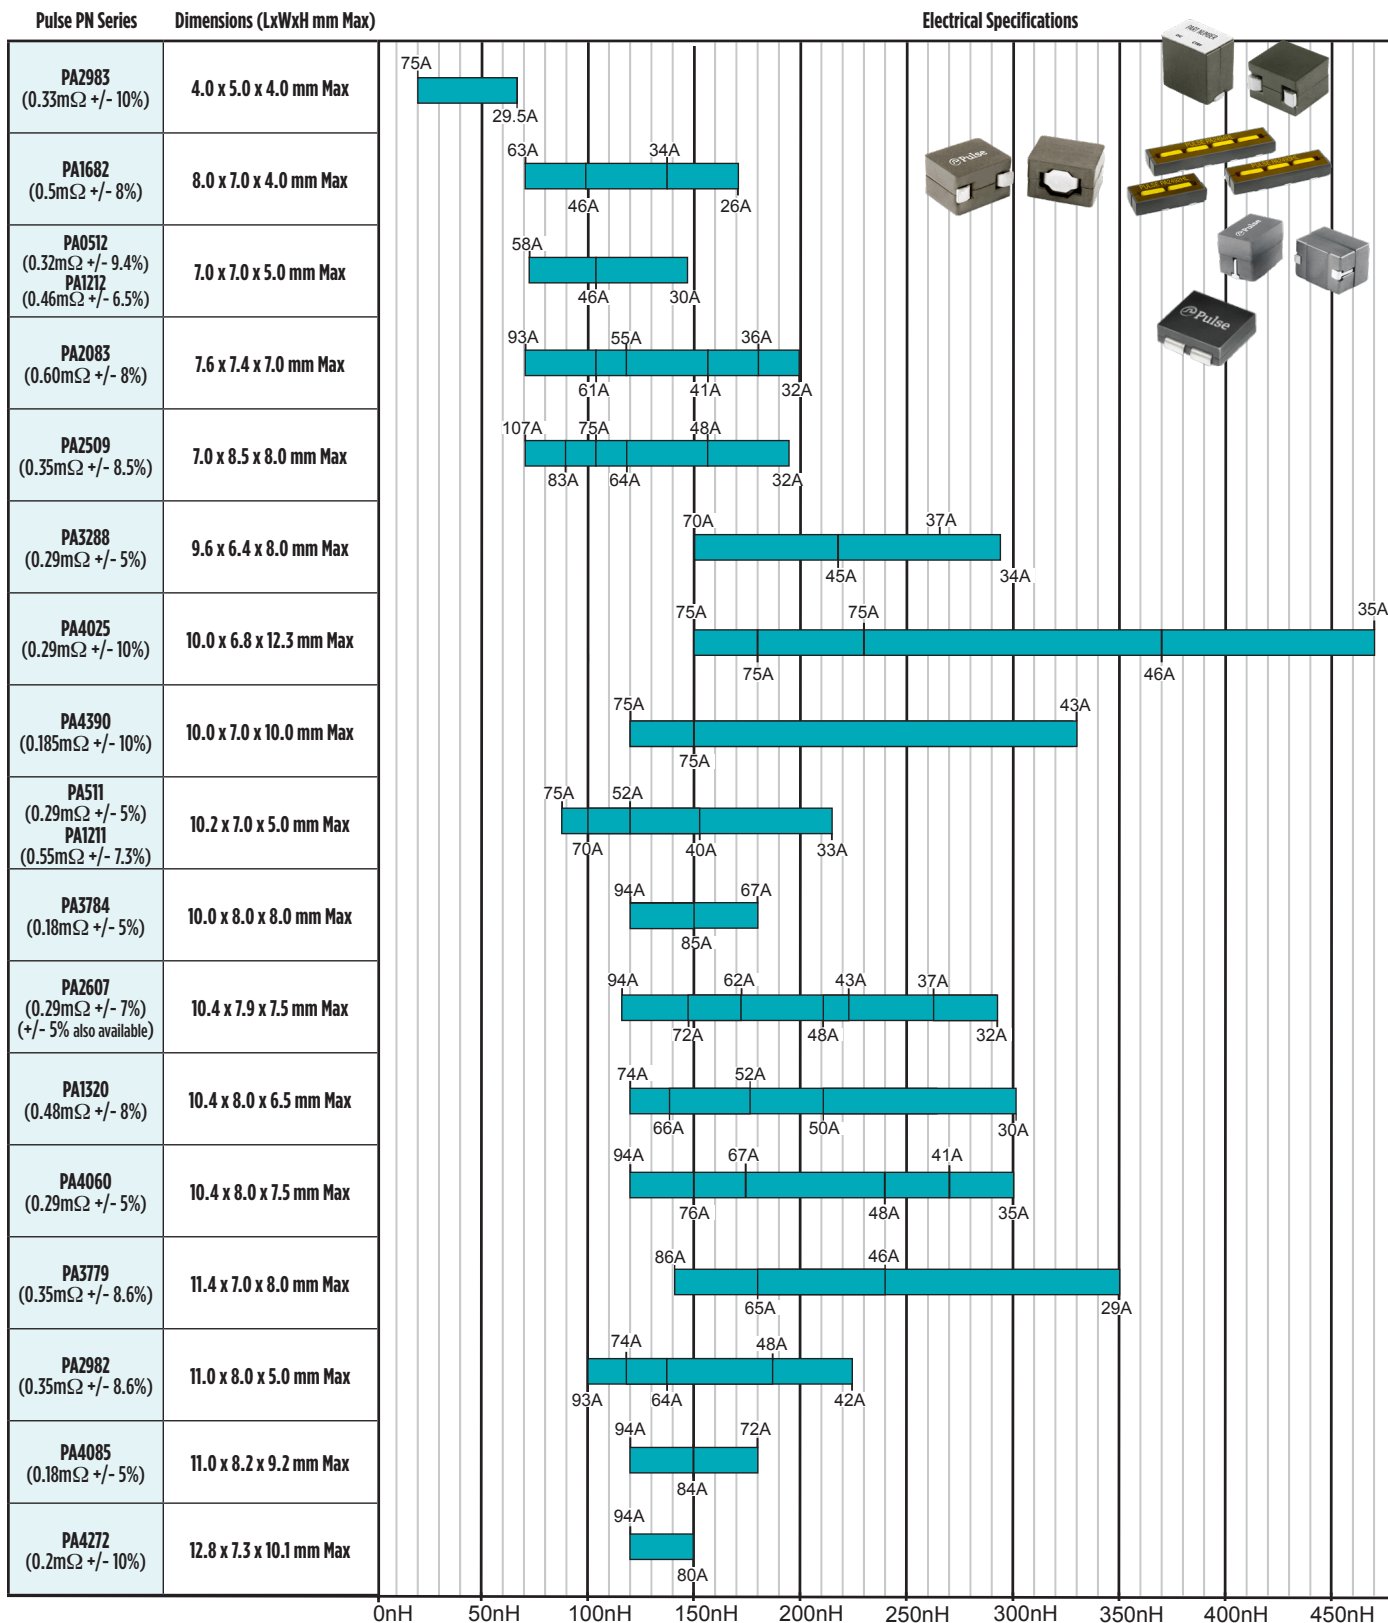 Pulse PN Series Dimensions (LxWxH mm Max) Electrical Specifications
PART NUMBER
PA2983
(0.33mΩ +/- 10%)
4.0 x 5.0 x 4.0 mm Max
75A
29.5A
PA1682
(0.5mΩ +/- 8%)
8.0 x 7.0 x 4.0 mm Max
63A 34A
46A 26A
Pulse
PULSE PA2492HL
Pulse
Pulse
PA0512
(0.32mΩ +/- 9.4%)
PA1212
(0.46mΩ +/- 6.5%)
7.0 x 7.0 x 5.0 mm Max
58A
46A 30A
PA2083
(0.60mΩ +/- 8%)
7.6 x 7.4 x 7.0 mm Max
93A 55A 36A
61A 41A 32A
PA2509
(0.35mΩ +/- 8.5%)
7.0 x 8.5 x 8.0 mm Max
107A 75A 48A
83A 64A 32A
PA3288
(0.29mΩ +/- 5%)
9.6 x 6.4 x 8.0 mm Max
70A 37A
45A 34A
PA4025
(0.29mΩ +/- 10%)
10.0 x 6.8 x 12.3 mm Max
75A 75A 35A
75A 46A
PA4390
(0.185mΩ +/- 10%)
10.0 x 7.0 x 10.0 mm Max
75A 43A
75A
PA511
(0.29mΩ +/- 5%)
PA1211
(0.55mΩ +/- 7.3%)
10.2 x 7.0 x 5.0 mm Max
75A 52A
70A 40A 33A
PA3784
(0.18mΩ +/- 5%)
10.0 x 8.0 x 8.0 mm Max
94A 67A
85A
PA2607
(0.29mΩ +/- 7%)
(+/- 5% also available)
10.4 x 7.9 x 7.5 mm Max
94A 62A 43A 37A
72A 48A 32A
PA1320
(0.48mΩ +/- 8%)
10.4 x 8.0 x 6.5 mm Max
74A 52A
66A 50A 30A
PA4060
(0.29mΩ +/- 5%)
10.4 x 8.0 x 7.5 mm Max
94A 67A 41A
76A 48A 35A
PA3779
(0.35mΩ +/- 8.6%)
11.4 x 7.0 x 8.0 mm Max
86A 46A
65A 29A
PA2982
(0.35mΩ +/- 8.6%)
11.0 x 8.0 x 5.0 mm Max
74A 48A
93A 64A 42A
PA4085
(0.18mΩ +/- 5%)
11.0 x 8.2 x 9.2 mm Max
94A 72A
84A
PA4272
(0.2mΩ +/- 10%)
12.8 x 7.3 x 10.1 mm Max
94A
80A
0nH 50nH 100nH 150nH 200nH 250nH 300nH 350nH 400nH 450nH